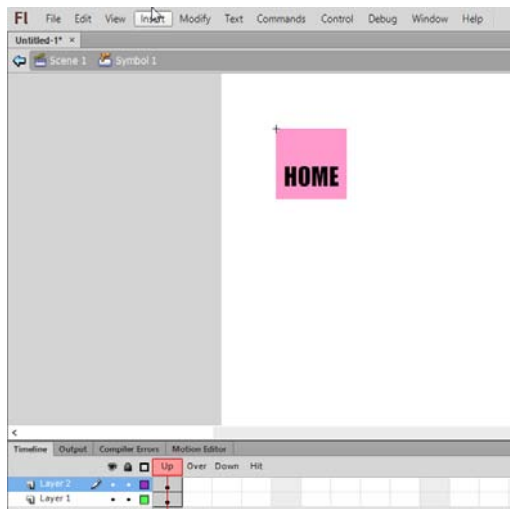 Fl File Edit View Insert Modify Text Commands Control Debug Window Help
Untitled-1* ×
Scene 1 Symbol 1
HOME
Timeline Output Compiler Errors Motion Editor
Up Over Down Hit
Layer 2
Layer 1